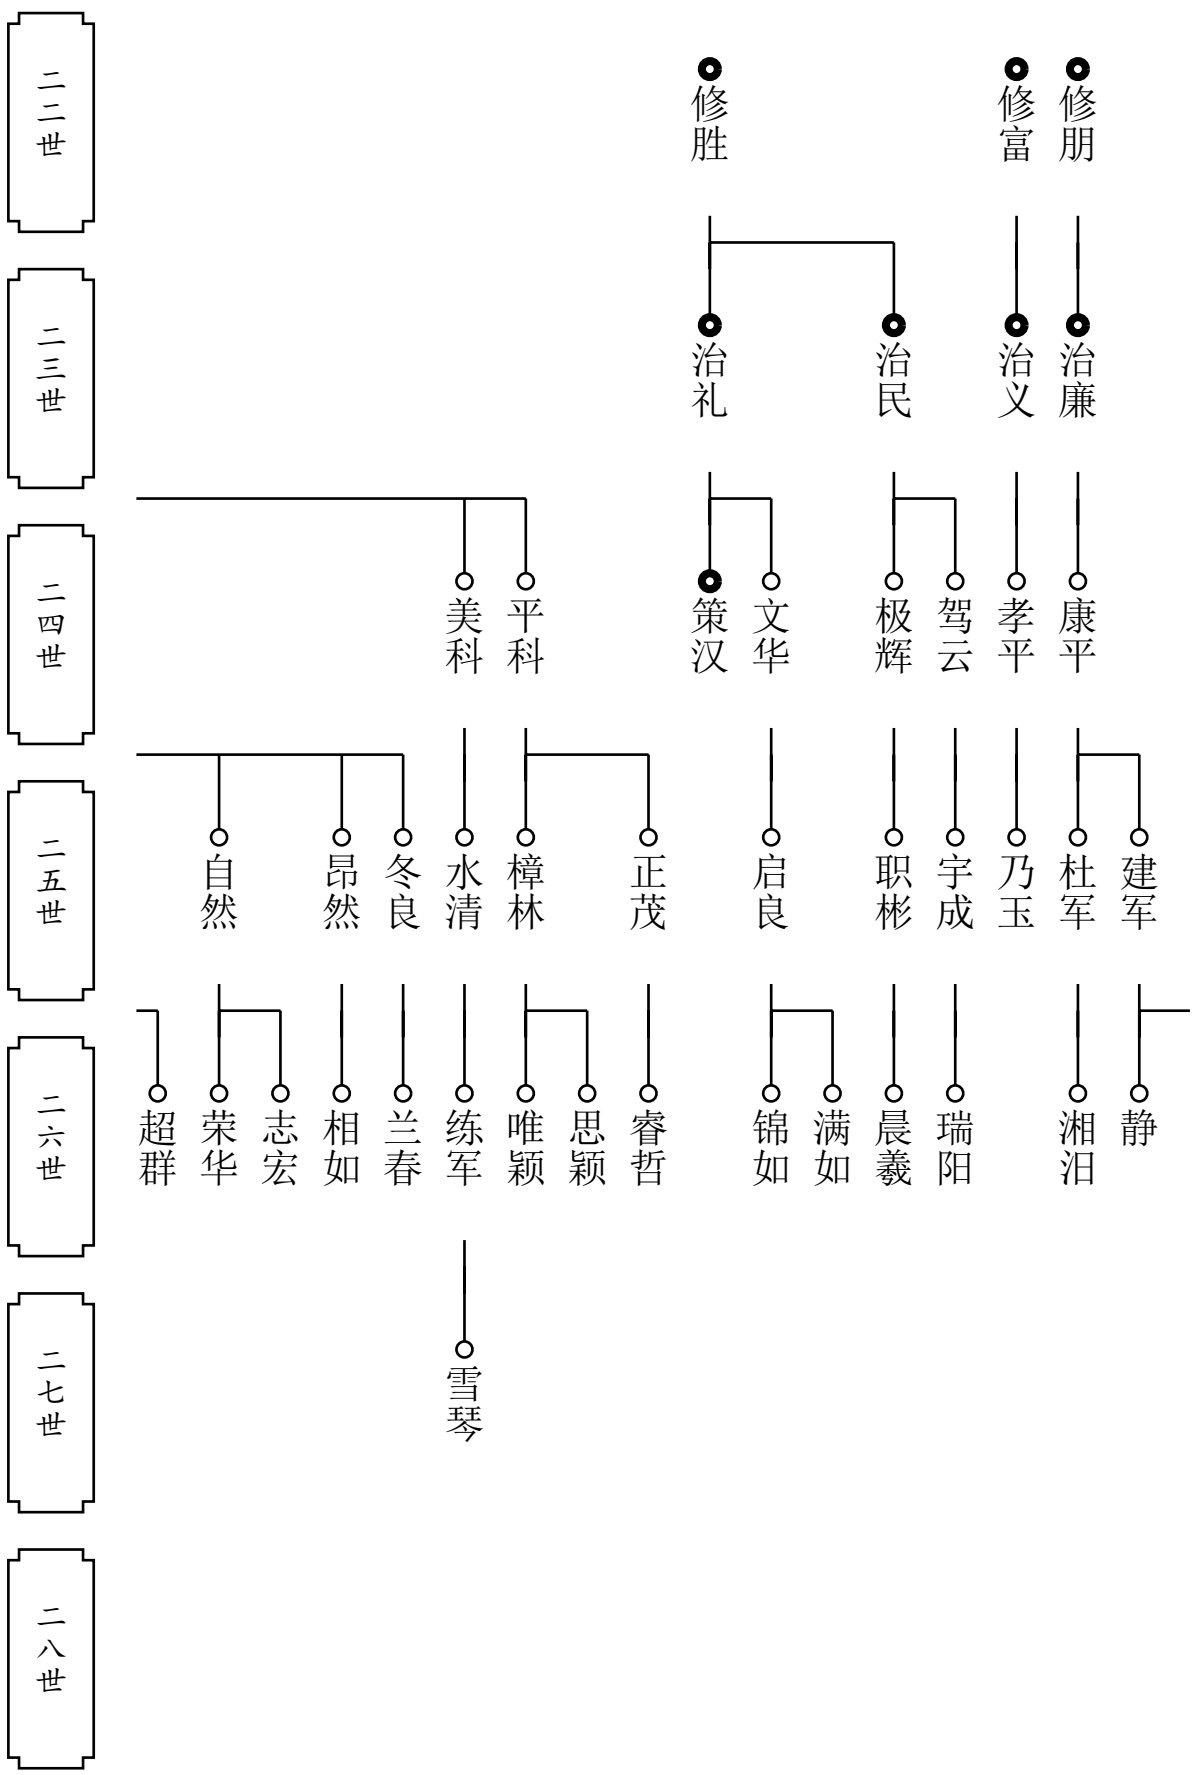 二二世
修朋
修富
修胜
二三世
治廉
治义
治民
治礼
二四世
康平
孝平
驾云
极辉
文华
策汉
平科
美科
二五世
建军
杜军
乃玉
宇成
职彬
启良
正茂
樟林
水清
冬良
昂然
自然
二六世
静
湘汨
瑞阳
晨羲
满如
锦如
睿哲
思颖
唯颖
练军
兰春
相如
志宏
荣华
超群
二七世
雪琴
二八世